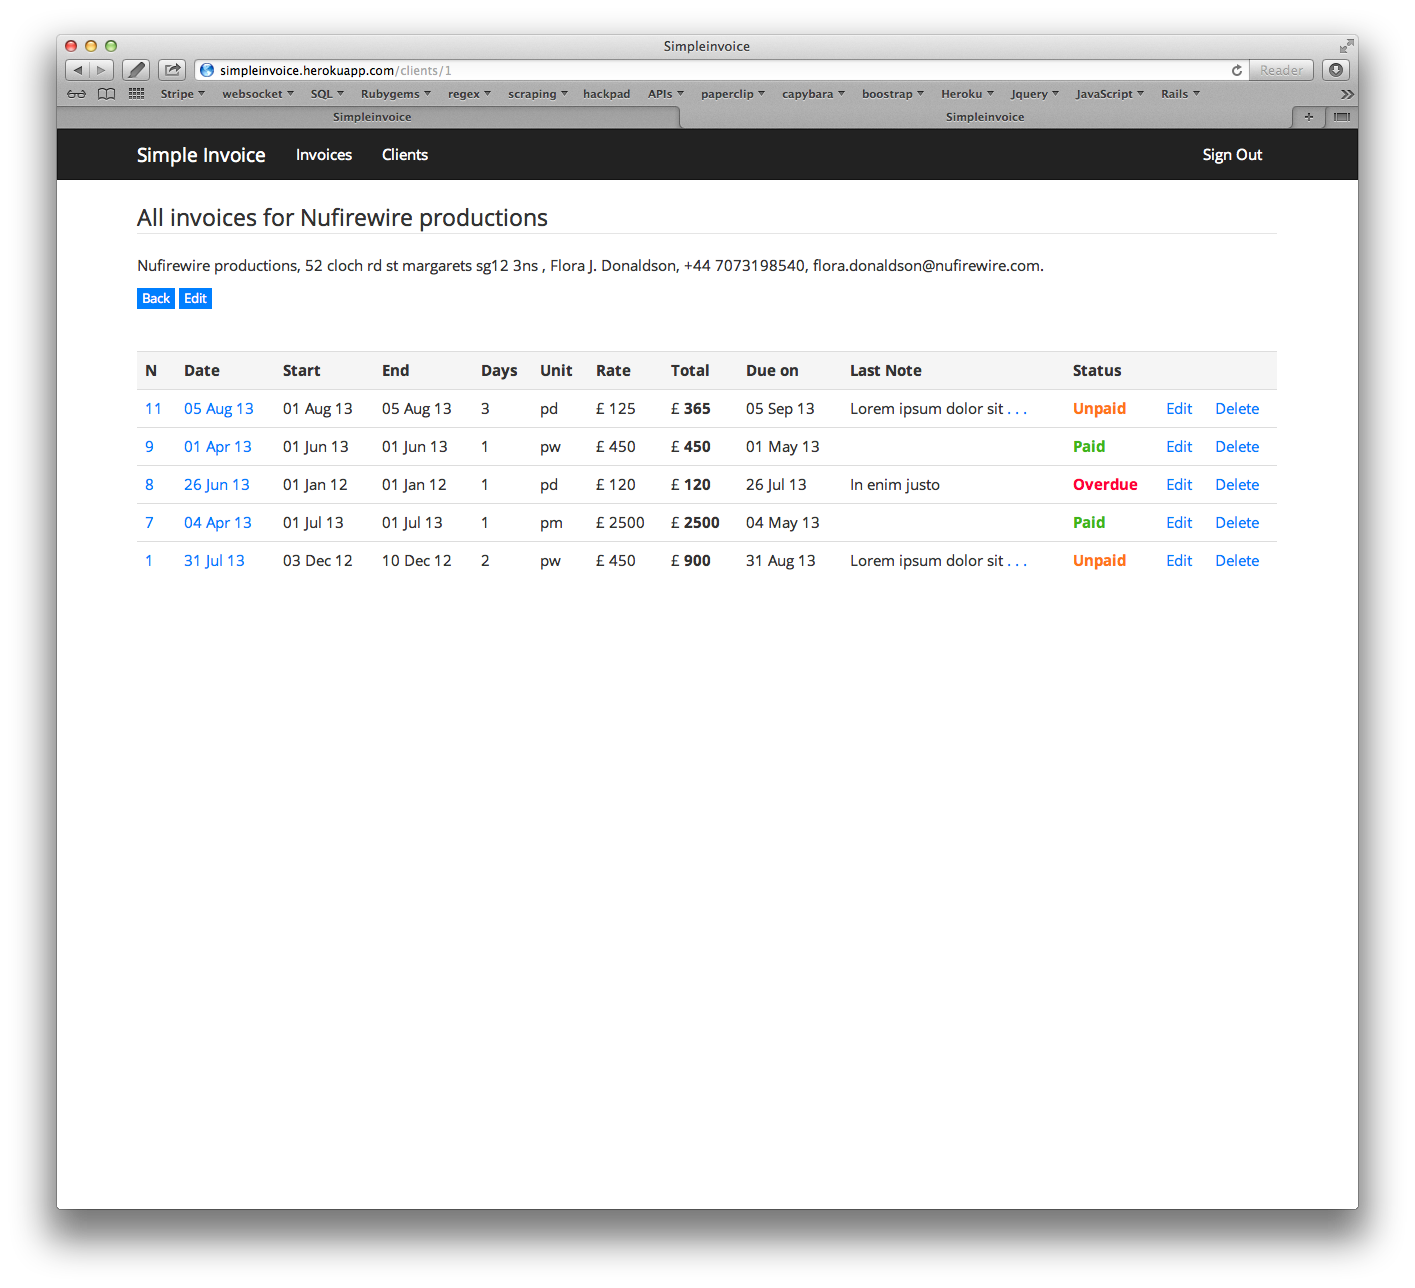 Simpleinvoice
simpleinvoice.herokuapp.com/clients/1 Reader
Stripe websocket SQL Rubygems regex scraping hackpad APIs paperclip capybara boostrap Heroku Jquery JavaScript Rails
Simpleinvoice Simpleinvoice
Simple Invoice Invoices Clients Sign Out
All invoices for Nufirewire productions
Nufirewire productions, 52 cloch rd st margarets sg12 3ns , Flora J. Donaldson, +44 7073198540, flora.donaldson@nufirewire.com.
Back Edit
N Date Start End Days Unit Rate Total Due on Last Note Status
11 05 Aug 13 01 Aug 13 05 Aug 13 3 pd £ 125 £ 365 05 Sep 13 Lorem ipsum dolor sit . . . Unpaid Edit Delete
9 01 Apr 13 01 Jun 13 01 Jun 13 1 pw £ 450 £ 450 01 May 13 Paid Edit Delete
8 26 Jun 13 01 Jan 12 01 Jan 12 1 pd £ 120 £ 120 26 Jul 13 In enim justo Overdue Edit Delete
7 04 Apr 13 01 Jul 13 01 Jul 13 1 pm £ 2500 £ 2500 04 May 13 Paid Edit Delete
1 31 Jul 13 03 Dec 12 10 Dec 12 2 pw £ 450 £ 900 31 Aug 13 Lorem ipsum dolor sit . . . Unpaid Edit Delete